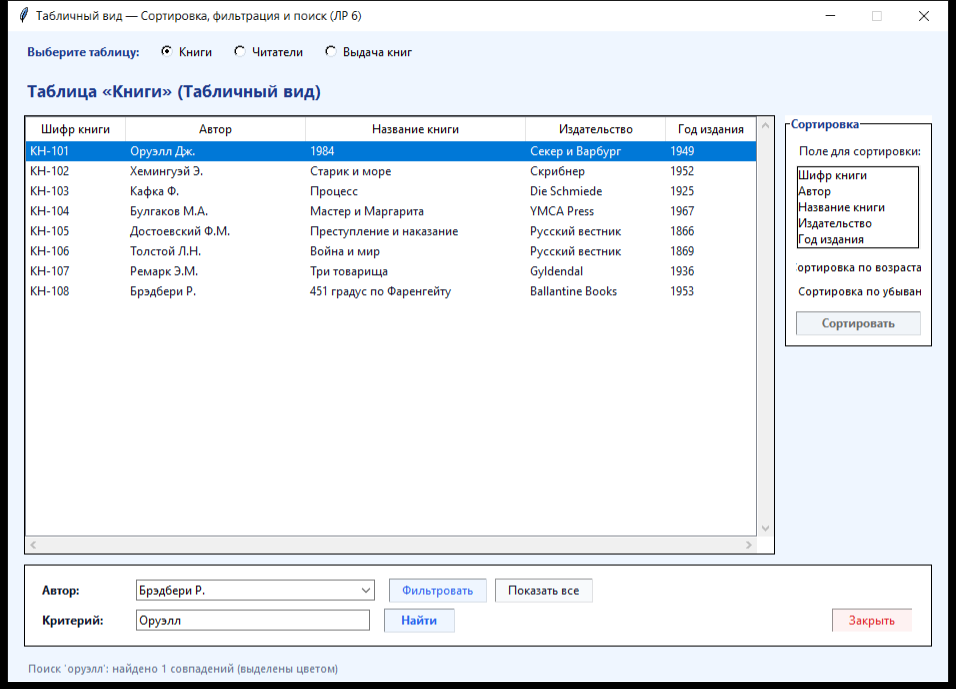 Табличный вид — Сортировка, фильтрация и поиск (ЛР 6)
Выберите таблицу: Книги Читатели Выдача книг
Таблица «Книги» (Табличный вид)
Шифр книги Автор Название книги Издательство Год издания
КН-101 Оруэлл Дж. 1984 Секер и Варбург 1949
КН-102 Хемингуэй Э. Старик и море Скрибнер 1952
КН-103 Кафка Ф. Процесс Die Schmiede 1925
КН-104 Булгаков М.А. Мастер и Маргарита YMCA Press 1967
КН-105 Достоевский Ф.М. Преступление и наказание Русский вестник 1866
КН-106 Толстой Л.Н. Война и мир Русский вестник 1869
КН-107 Ремарк Э.М. Три товарища Gyldendal 1936
КН-108 Брэдбери Р. 451 градус по Фаренгейту Ballantine Books 1953
Сортировка
Поле для сортировки:
Шифр книги
Автор
Название книги
Издательство
Год издания
ортировка по возраста
Сортировка по убыван
Сортировать
Автор: Брэдбери Р. Фильтровать Показать все
Критерий: Оруэлл Найти Закрыть
Поиск 'оруэлл': найдено 1 совпадений (выделены цветом)